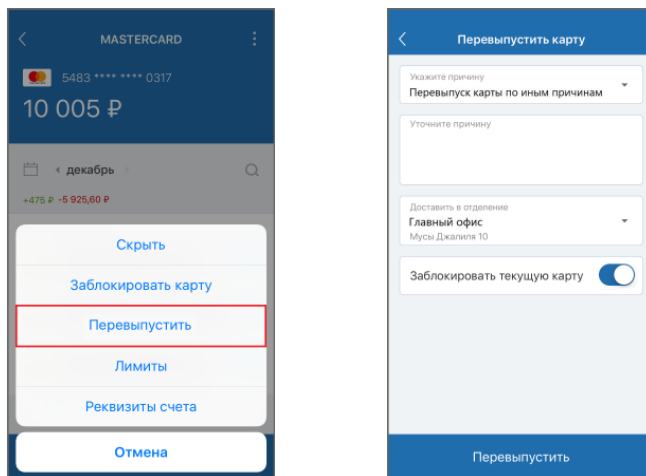 MASTERCARD
5483 **** **** 0317
10 005 ₽
декабрь
+475 ₽ -5 925,60 ₽
Скрыть
Заблокировать карту
Перевыпустить
Лимиты
Реквизиты счета
Отмена
Перевыпустить карту
Укажите причину
Перевыпуск карты по иным причинам
Уточните причину
Доставить в отделение
Главный офис
Мусы Джалиля 10
Заблокировать текущую карту
Перевыпустить